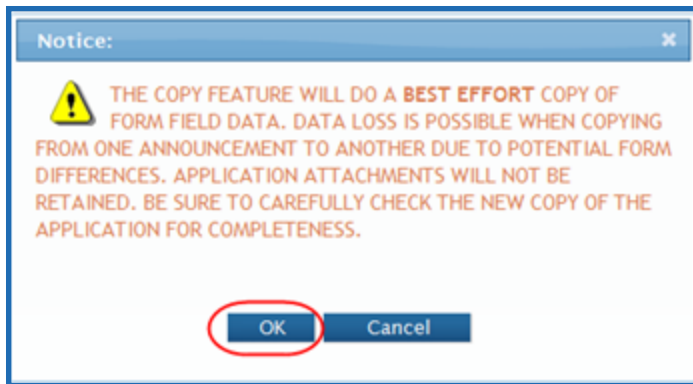 Notice:
THE COPY FEATURE WILL DO A BEST EFFORT COPY OF
FORM FIELD DATA. DATA LOSS IS POSSIBLE WHEN COPYING
FROM ONE ANNOUNCEMENT TO ANOTHER DUE TO POTENTIAL FORM
DIFFERENCES. APPLICATION ATTACHMENTS WILL NOT BE
RETAINED. BE SURE TO CAREFULLY CHECK THE NEW COPY OF THE
APPLICATION FOR COMPLETENESS.
OK Cancel